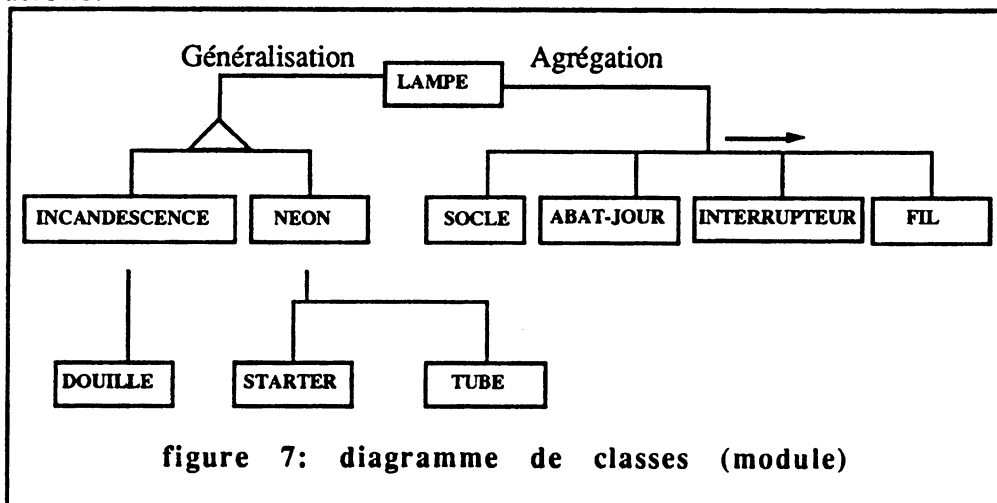 Généralisation
Agrégation
LAMPE
INCANDESCENCE
NEON
SOCLE
ABAT-JOUR
INTERRUPTEUR
FIL
DOUILLE
STARTER
TUBE
figure 7: diagramme de classes (module)